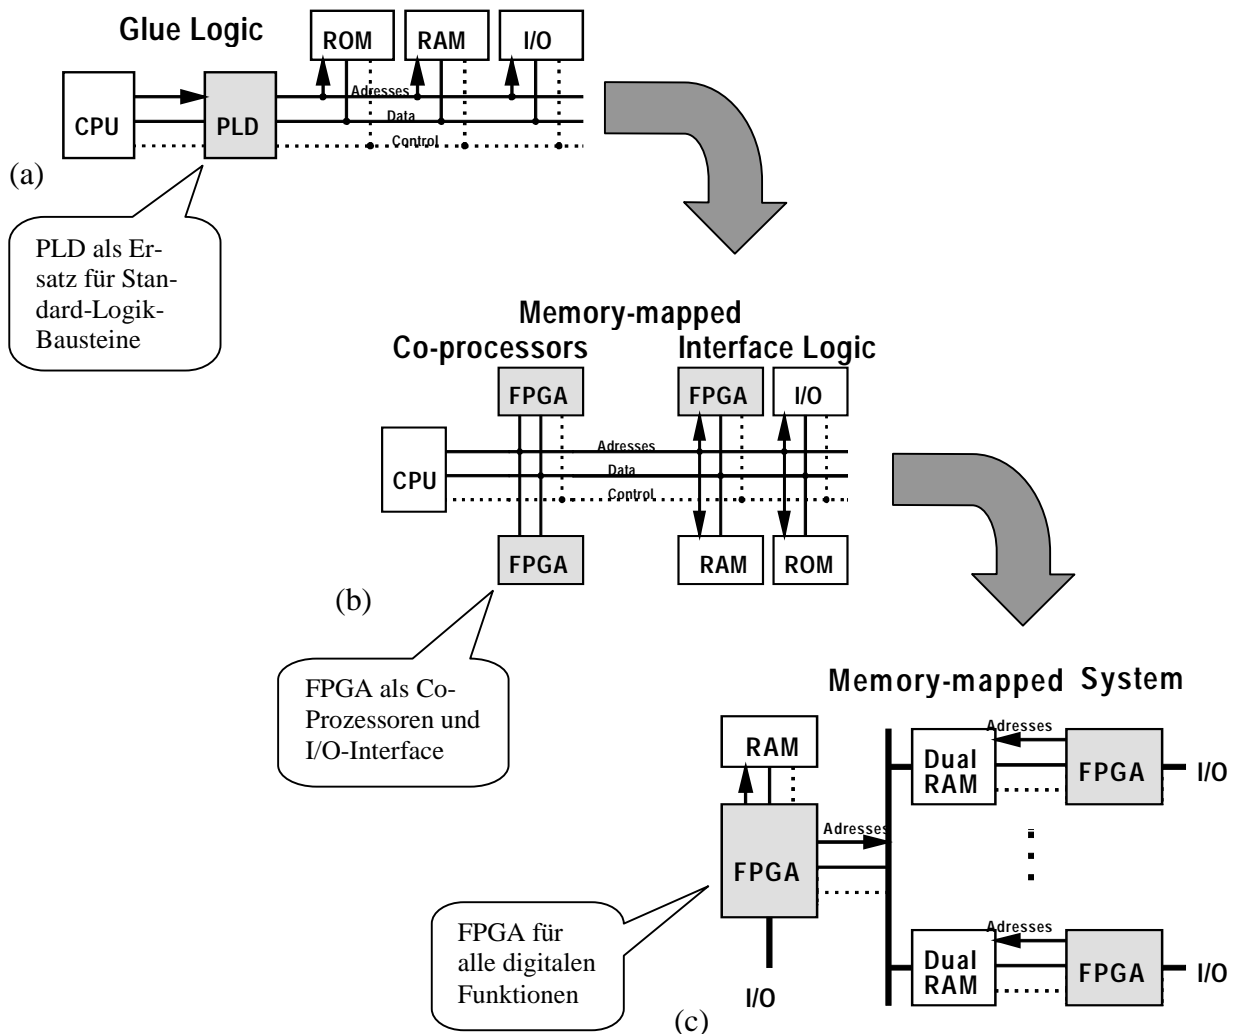 Glue Logic
ROM
RAM
I/O
CPU
PLD
Adresses
Data
Control
(a)
PLD als Er-
satz für Stan-
dard-Logik-
Bausteine
Memory-mapped
Co-processors
Interface Logic
FPGA
FPGA
I/O
CPU
Adresses
Data
Control
FPGA
RAM
ROM
(b)
FPGA als Co-
Prozessoren und
I/O-Interface
Memory-mapped System
RAM
Adresses
Dual
RAM
FPGA
I/O
Adresses
FPGA
FPGA für
alle digitalen
Funktionen
I/O
Adresses
Dual
RAM
FPGA
I/O
(c)